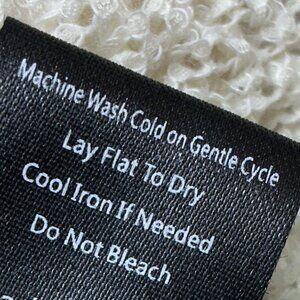 Machine Wash Cold on Gentle Cycle
Lay Flat To Dry
Cool Iron If Needed
Do Not Bleach